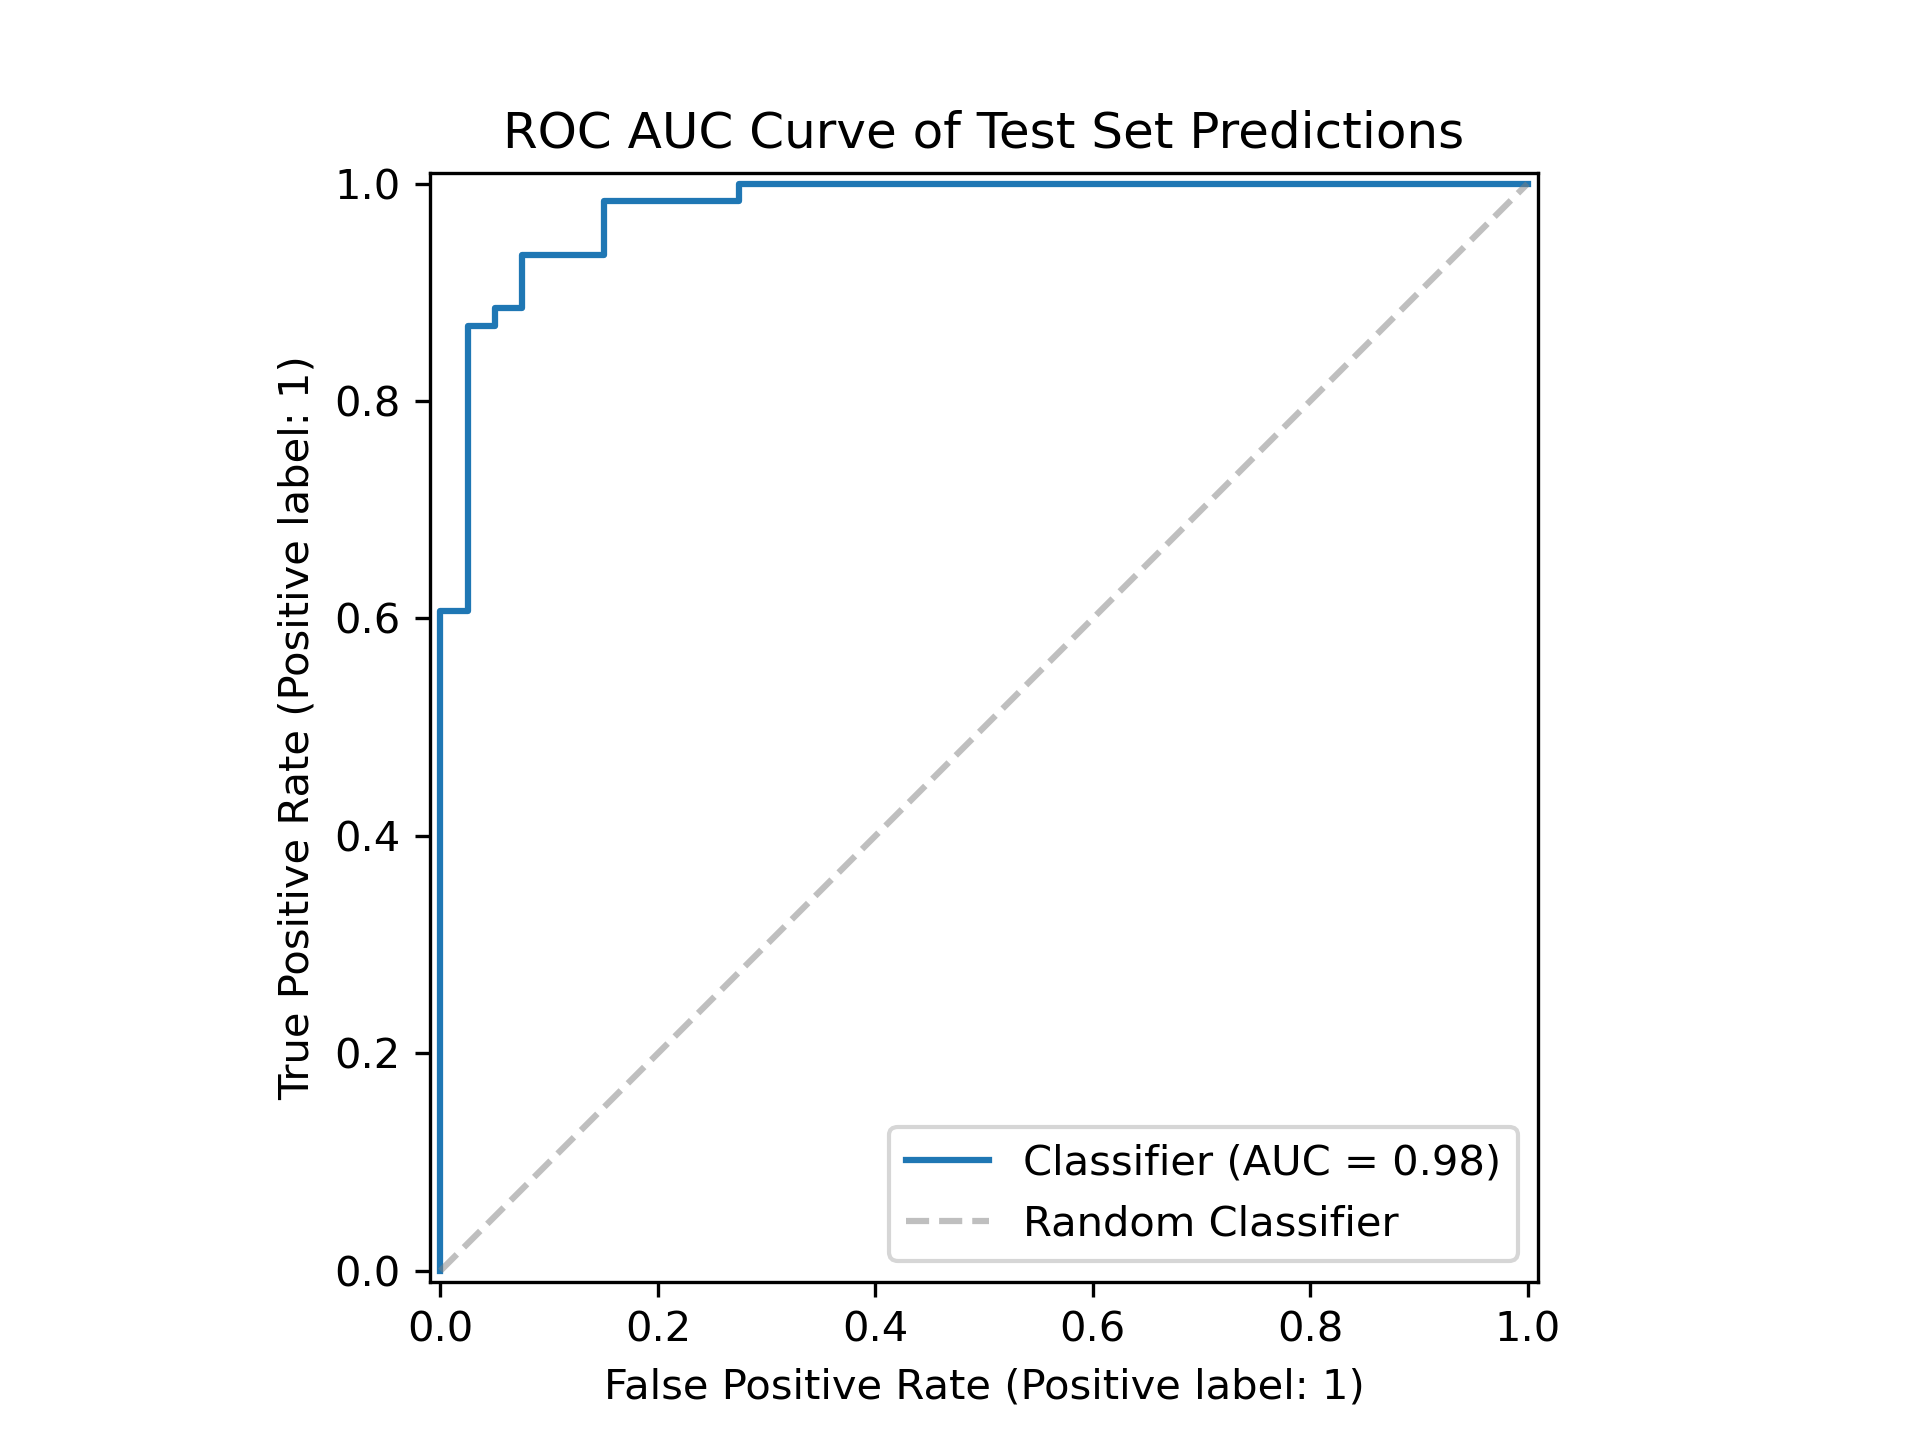 ROC AUC Curve of Test Set Predictions
True Positive Rate (Positive label: 1)
1.0
0.8
0.6
0.4
0.2
0.0
Classifier (AUC = 0.98)
Random Classifier
0.0 0.2 0.4 0.6 0.8 1.0
False Positive Rate (Positive label: 1)